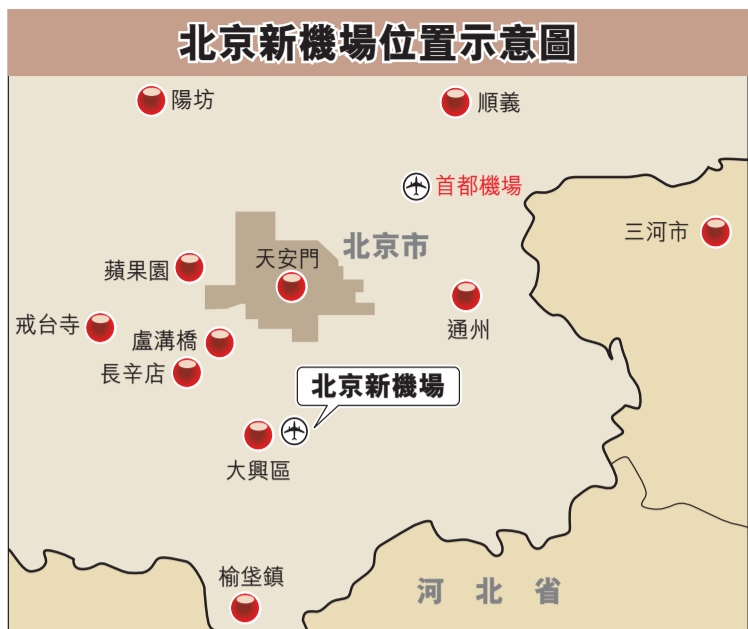 北京新機場位置示意圖
陽坊
順義
首都機場
三河市
北京市
天安門
蘋果園
戒台寺
盧溝橋
通州
長辛店
北京新機場
大興區
榆垡鎮
河北省